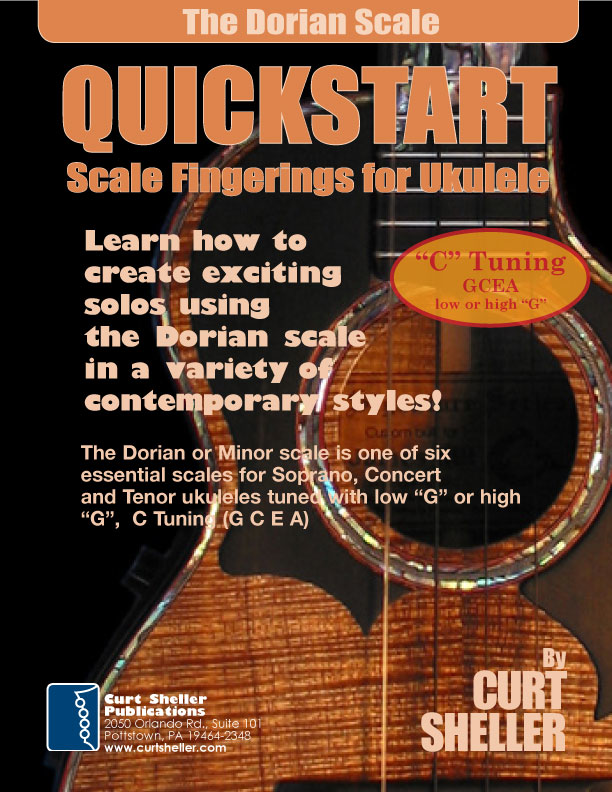 The Dorian Scale
QUICKSTART
Scale Fingerings for Ukulele
Learn how to
create exciting
solos using
the Dorian scale
in a variety of
contemporary styles!
“C” Tuning
GCEA
low or high “G”
The Dorian or Minor scale is one of six
essential scales for Soprano, Concert
and Tenor ukuleles tuned with low “G” or high
“G”,  C Tuning (G C E A)
By
CURT
SHELLER
Curt Sheller
Publications
2050 Orlando Rd., Suite 101
Pottstown, PA 19464-2348
www.curtsheller.com